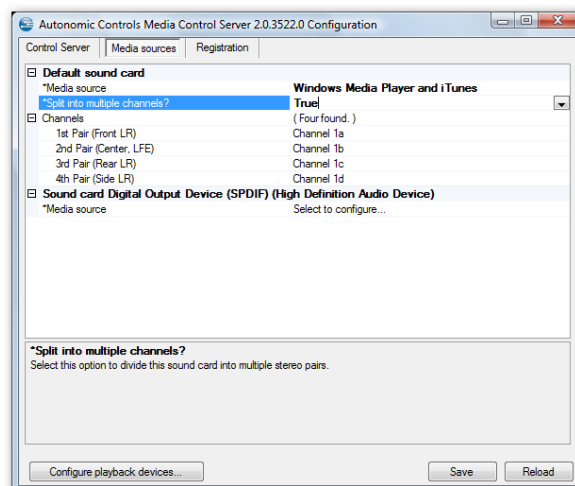 Autonomic Controls Media Control Server 2.0.3522.0 Configuration
Control Server Media sources Registration
Default sound card
*Media source Windows Media Player and iTunes
*Split into multiple channels? True
Channels ( Four found. )
1st Pair (Front LR) Channel 1a
2nd Pair (Center, LFE) Channel 1b
3rd Pair (Rear LR) Channel 1c
4th Pair (Side LR) Channel 1d
Sound card Digital Output Device (SPDIF) (High Definition Audio Device)
*Media source Select to configure...
*Split into multiple channels?
Select this option to divide this sound card into multiple stereo pairs.
Configure playback devices... Save Reload